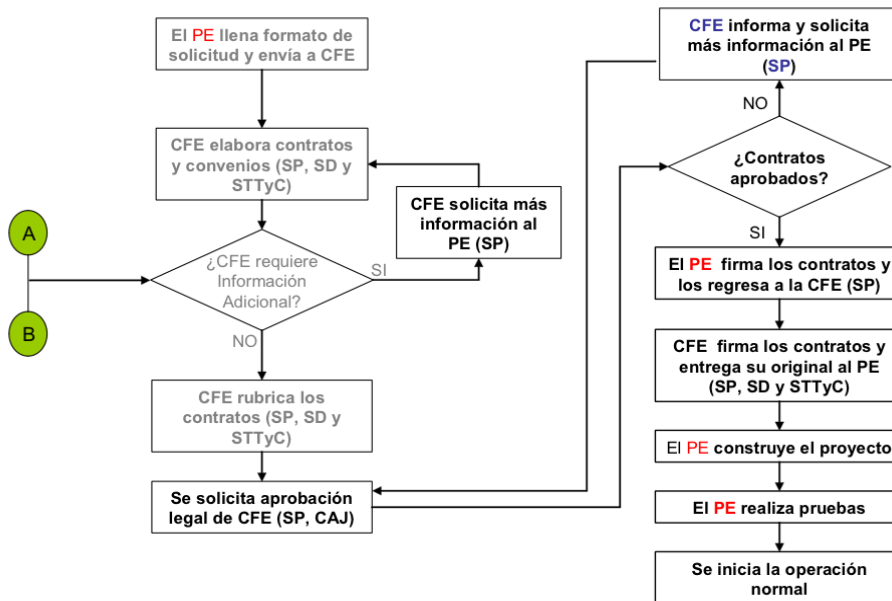 El PE llena formato de
solicitud y envía a CFE
CFE elabora contratos
y convenios (SP, SD y
STTyC)
CFE solicita más
información al
PE (SP)
A
B
¿CFE requiere
Información
Adicional?
SI
NO
CFE rubrica los
contratos (SP, SD y
STTyC)
Se solicita aprobación
legal de CFE (SP, CAJ)
CFE informa y solicita
más información al PE
(SP)
NO
¿Contratos
aprobados?
SI
El PE firma los contratos y
los regresa a la CFE (SP)
CFE firma los contratos y
entrega su original al PE
(SP, SD y STTyC)
El PE construye el proyecto
El PE realiza pruebas
Se inicia la operación
normal